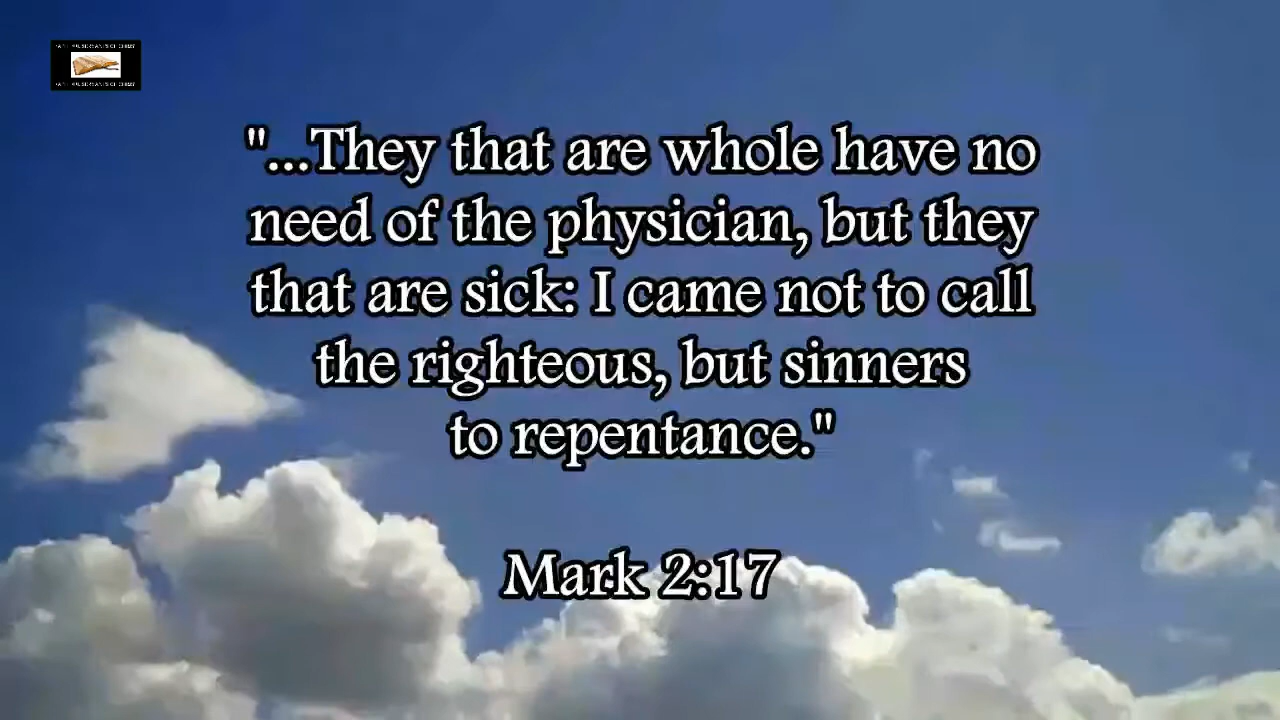 "...They that are whole have no
need of the physician, but they
that are sick: I came not to call
the righteous, but sinners
to repentance."
Mark 2:17